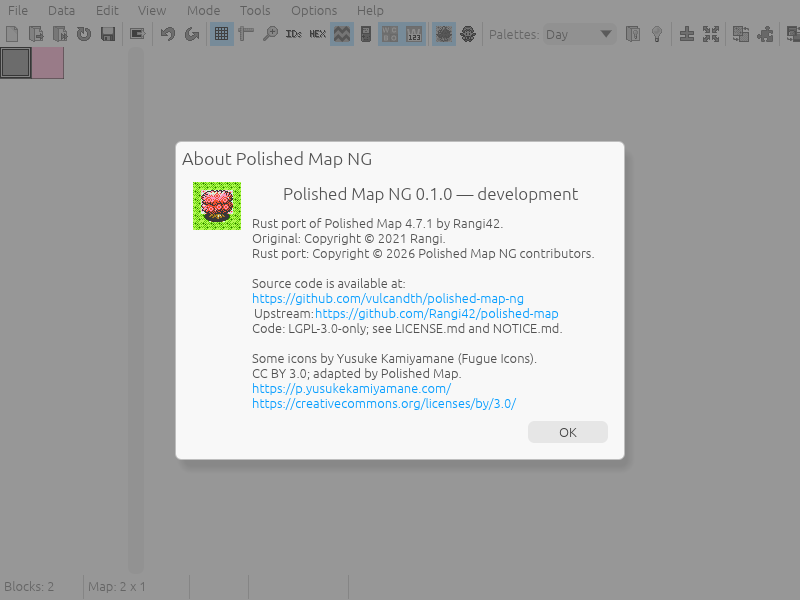 File Data Edit View Mode Tools Options Help
IDs HEX 123 Palettes: Day
About Polished Map NG
Polished Map NG 0.1.0 — development
Rust port of Polished Map 4.7.1 by Rangi42.
Original: Copyright © 2021 Rangi.
Rust port: Copyright © 2026 Polished Map NG contributors.
Source code is available at:
https://github.com/vulcandth/polished-map-ng
Upstream: https://github.com/Rangi42/polished-map
Code: LGPL-3.0-only; see LICENSE.md and NOTICE.md.
Some icons by Yusuke Kamiyamane (Fugue Icons).
CC BY 3.0; adapted by Polished Map.
https://p.yusukekamiyamane.com/
https://creativecommons.org/licenses/by/3.0/
OK
Blocks: 2 Map: 2 x 1